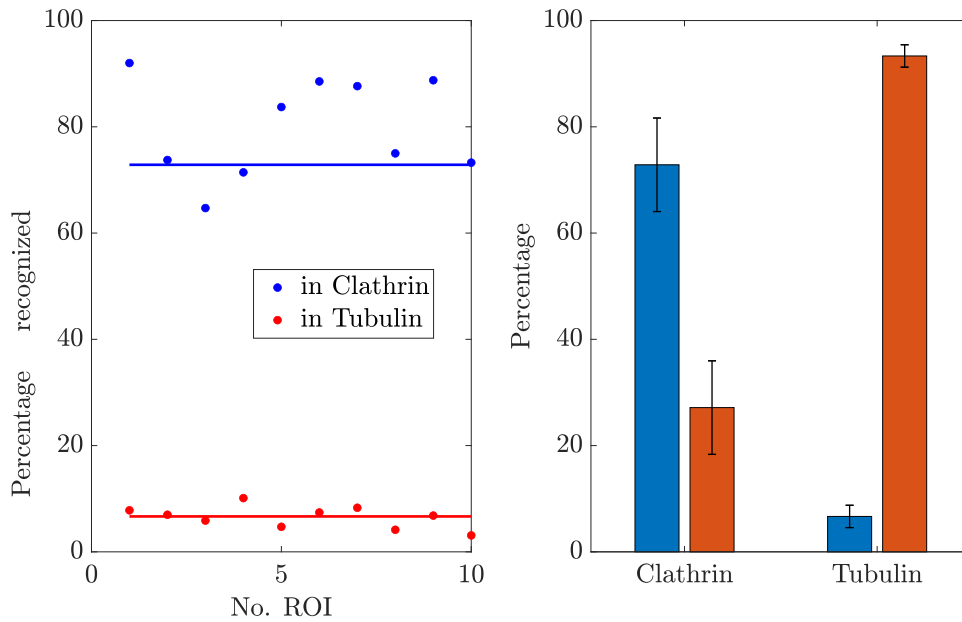 100
80
60
40
20
0
Percentage recognized
0
5
10
No. ROI
in Clathrin
in Tubulin
100
80
60
40
20
0
Percentage
Clathrin
Tubulin